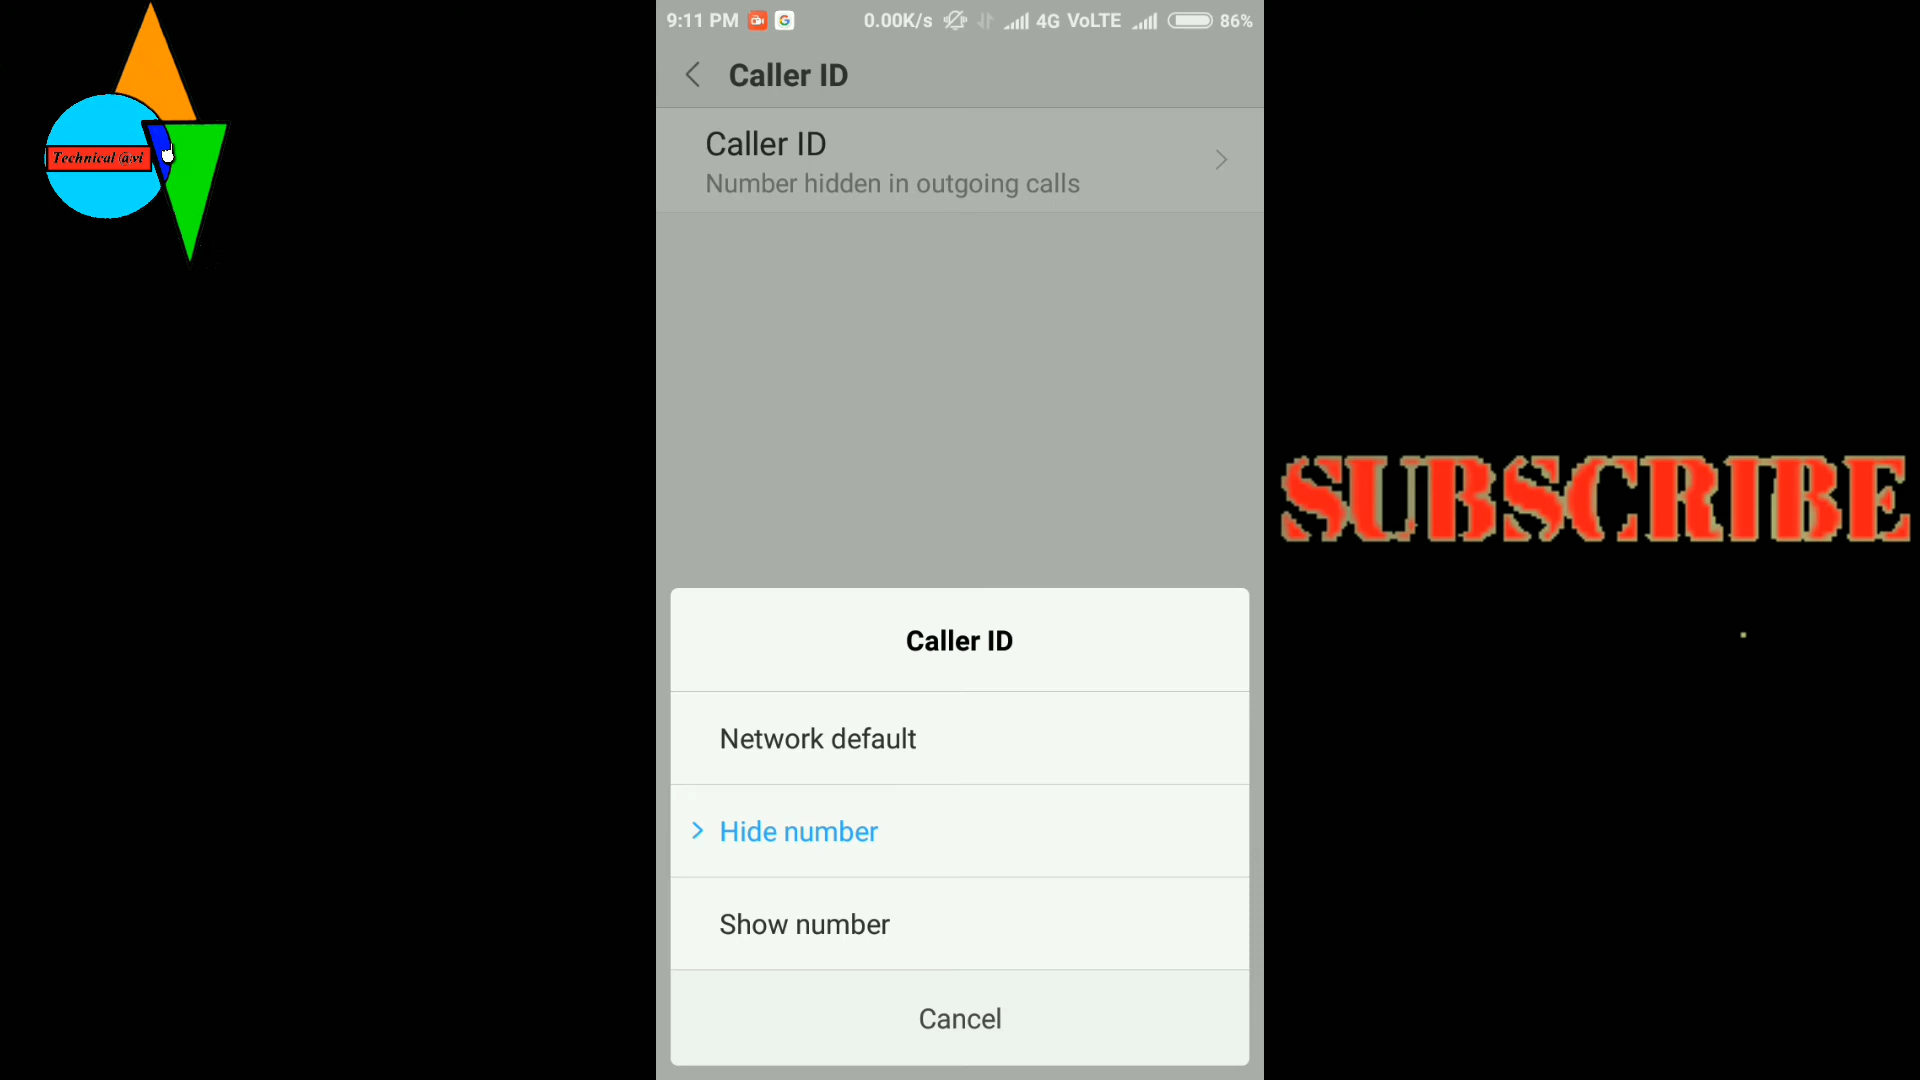 9:11 PM 0.00K/s 4G VoLTE 86%
Caller ID
Caller ID
Number hidden in outgoing calls
Technical @vi
SUBSCRIBE
Caller ID
Network default
Hide number
Show number
Cancel